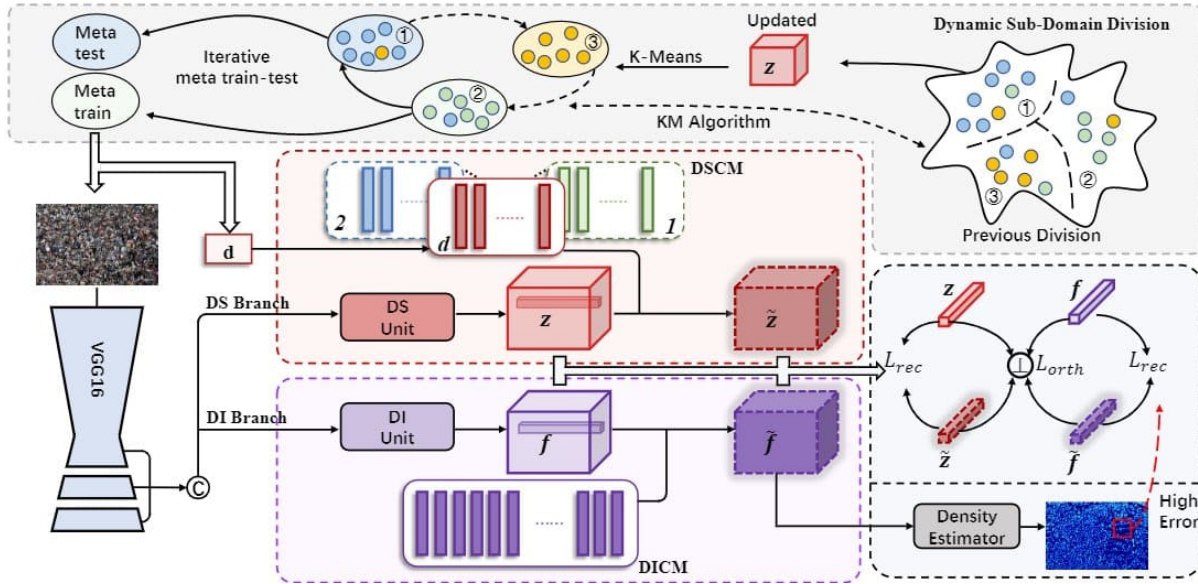 Meta
test
Iterative
meta train-test
Meta
train
①
③
②
K-Means
Updated
z
KM Algorithm
Dynamic Sub-Domain Division
①
②
③
Previous Division
DSCM
2
d
1
d
DS Branch
DS
Unit
z
z̃
VGG16
C
DI Branch
DI
Unit
f
f̃
DICM
z
f
L_rec
⊥
L_orth
L_rec
z̃
f̃
Density
Estimator
High
Error